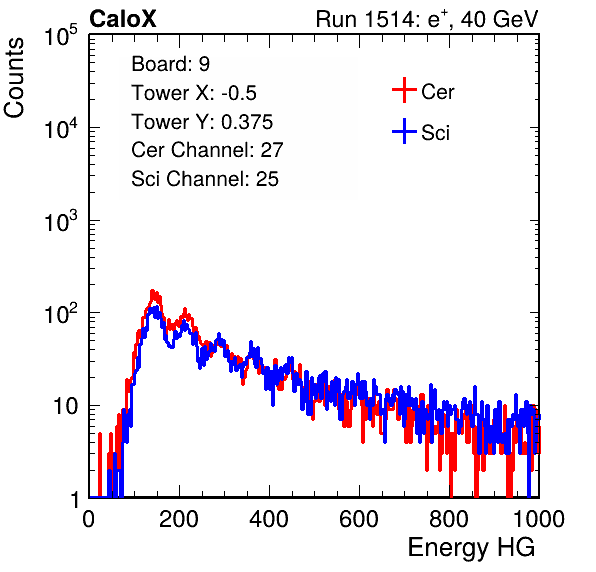 CaloX Run 1514: e+, 40 GeV
Counts
Board: 9
Tower X: -0.5
Tower Y: 0.375
Cer Channel: 27
Sci Channel: 25
Cer
Sci
10^5
10^4
10^3
10^2
10
1
0 200 400 600 800 1000
Energy HG